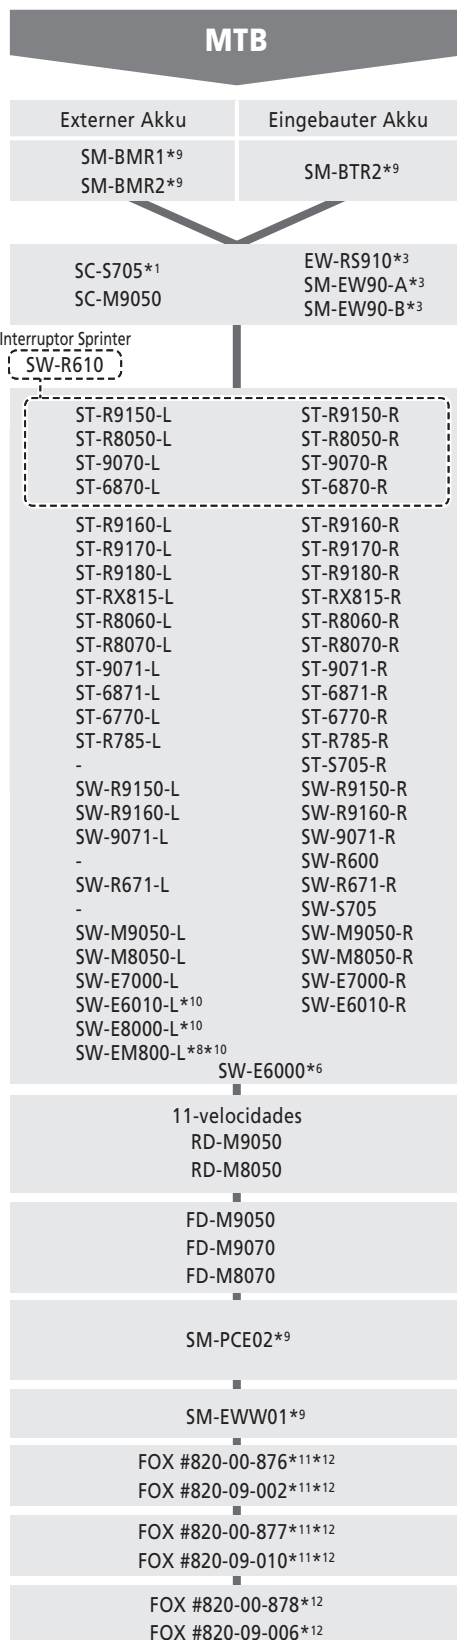 MTB
Externer Akku Eingebauter Akku
SM-BMR1*9
SM-BMR2*9
SM-BTR2*9
SC-S705*1
SC-M9050
EW-RS910*3
SM-EW90-A*3
SM-EW90-B*3
Interruptor Sprinter
SW-R610
ST-R9150-L ST-R9150-R
ST-R8050-L ST-R8050-R
ST-9070-L ST-9070-R
ST-6870-L ST-6870-R
ST-R9160-L ST-R9160-R
ST-R9170-L ST-R9170-R
ST-R9180-L ST-R9180-R
ST-RX815-L ST-RX815-R
ST-R8060-L ST-R8060-R
ST-R8070-L ST-R8070-R
ST-9071-L ST-9071-R
ST-6871-L ST-6871-R
ST-6770-L ST-6770-R
ST-R785-L ST-R785-R
- ST-S705-R
SW-R9150-L SW-R9150-R
SW-R9160-L SW-R9160-R
SW-9071-L SW-9071-R
- SW-R600
SW-R671-L SW-R671-R
- SW-S705
SW-M9050-L SW-M9050-R
SW-M8050-L SW-M8050-R
SW-E7000-L SW-E7000-R
SW-E6010-L*10 SW-E6010-R
SW-E8000-L*10
SW-EM800-L*8*10
SW-E6000*6
11-velocidades
RD-M9050
RD-M8050
FD-M9050
FD-M9070
FD-M8070
SM-PCE02*9
SM-EWW01*9
FOX #820-00-876*11*12
FOX #820-09-002*11*12
FOX #820-00-877*11*12
FOX #820-09-010*11*12
FOX #820-00-878*12
FOX #820-09-006*12